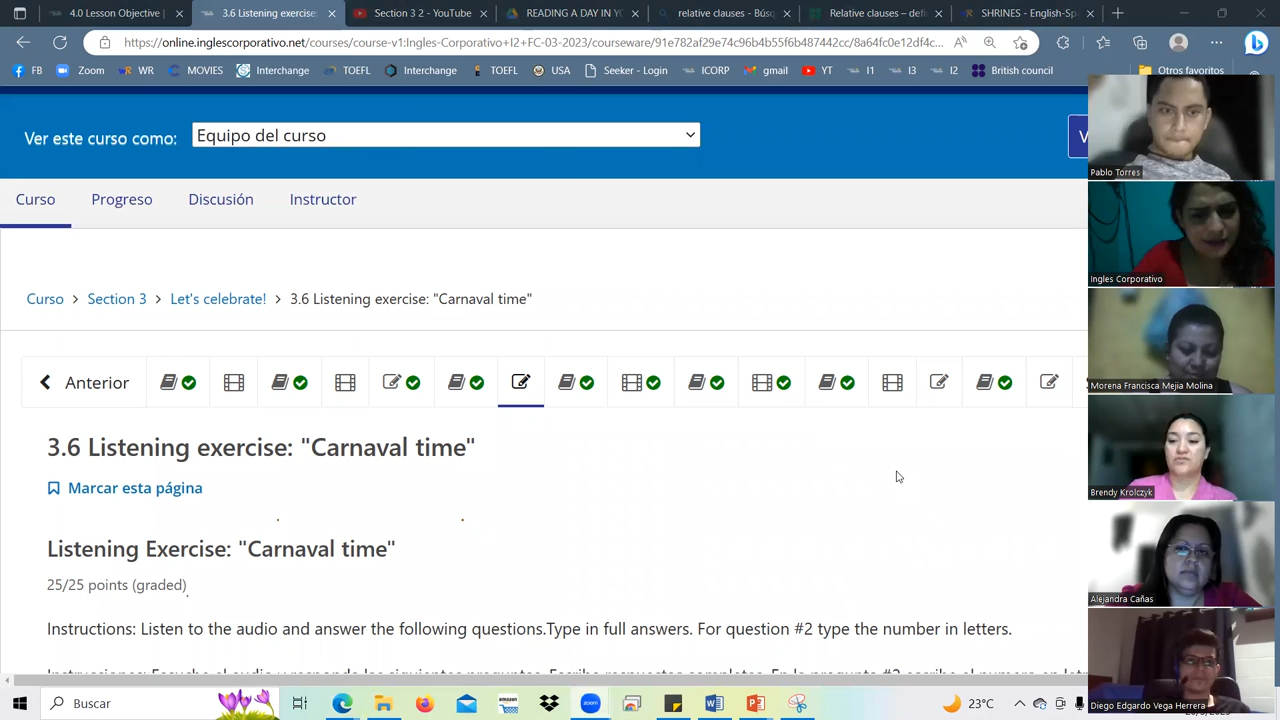 4.0 Lesson Objective |
3.6 Listening exercise:
Section 3 2 - YouTube
READING A DAY IN YO
relative clauses - Búsq
Relative clauses – defi
SHRINES - English-Sp
https://online.inglescorporativo.net/courses/course-v1:Ingles-Corporativo+I2+FC-03-2023/courseware/91e782af29e74c96b4b55f6b487442cc/8a64fc0e12df4c...
FB
Zoom
WR
MOVIES
Interchange
TOEFL
Interchange
TOEFL
USA
Seeker - Login
ICORP
gmail
YT
I1
I3
I2
British council
Otros favoritos
Ver este curso como:
Equipo del curso
V
Curso
Progreso
Discusión
Instructor
Curso > Section 3 > Let's celebrate! > 3.6 Listening exercise: "Carnaval time"
Anterior
3.6 Listening exercise: "Carnaval time"
Marcar esta página
Listening Exercise: "Carnaval time"
25/25 points (graded)
Instructions: Listen to the audio and answer the following questions.Type in full answers. For question #2 type the number in letters.
Pablo Torres
Ingles Corporativo
Morena Francisca Mejia Molina
Brendy Krolczyk
Alejandra Cañas
Diego Edgardo Vega Herrera
Buscar
23°C